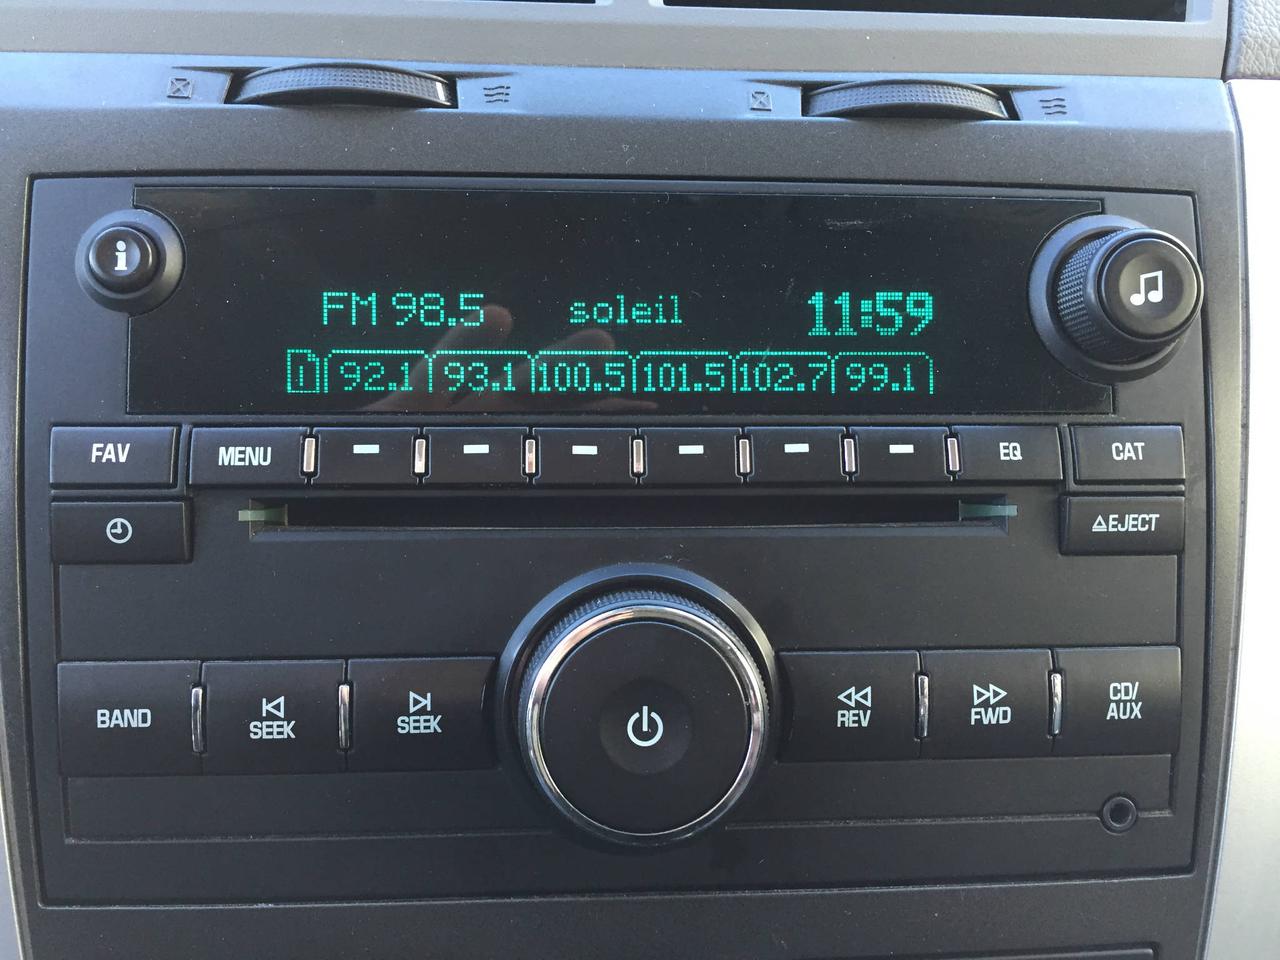 i
FM 98.5 soleil 11:59
1 92.1 93.1 100.5 101.5 102.7 99.1
FAV MENU EQ CAT
EJECT
BAND SEEK SEEK REV FWD CD/
AUX